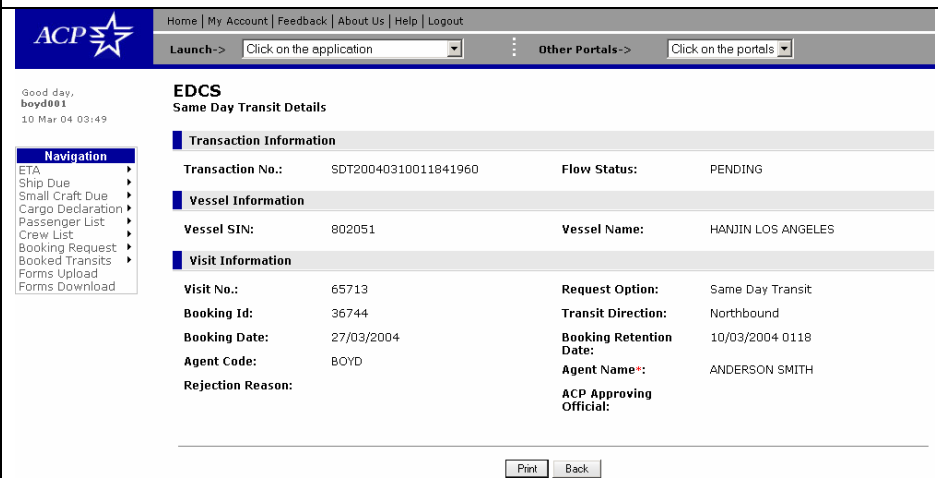 ACP
Home | My Account | Feedback | About Us | Help | Logout
Launch-> Click on the application Other Portals-> Click on the portals
Good day,
boyd001
10 Mar 04 03:49
Navigation
ETA
Ship Due
Small Craft Due
Cargo Declaration
Passenger List
Crew List
Booking Request
Booked Transits
Forms Upload
Forms Download
EDCS
Same Day Transit Details
Transaction Information
Transaction No.: SDT20040310011841960 Flow Status: PENDING
Vessel Information
Vessel SIN: 802051 Vessel Name: HANJIN LOS ANGELES
Visit Information
Visit No.: 65713 Request Option: Same Day Transit
Booking Id: 36744 Transit Direction: Northbound
Booking Date: 27/03/2004 Booking Retention Date: 10/03/2004 0118
Agent Code: BOYD Agent Name*: ANDERSON SMITH
Rejection Reason: ACP Approving Official:
Print Back